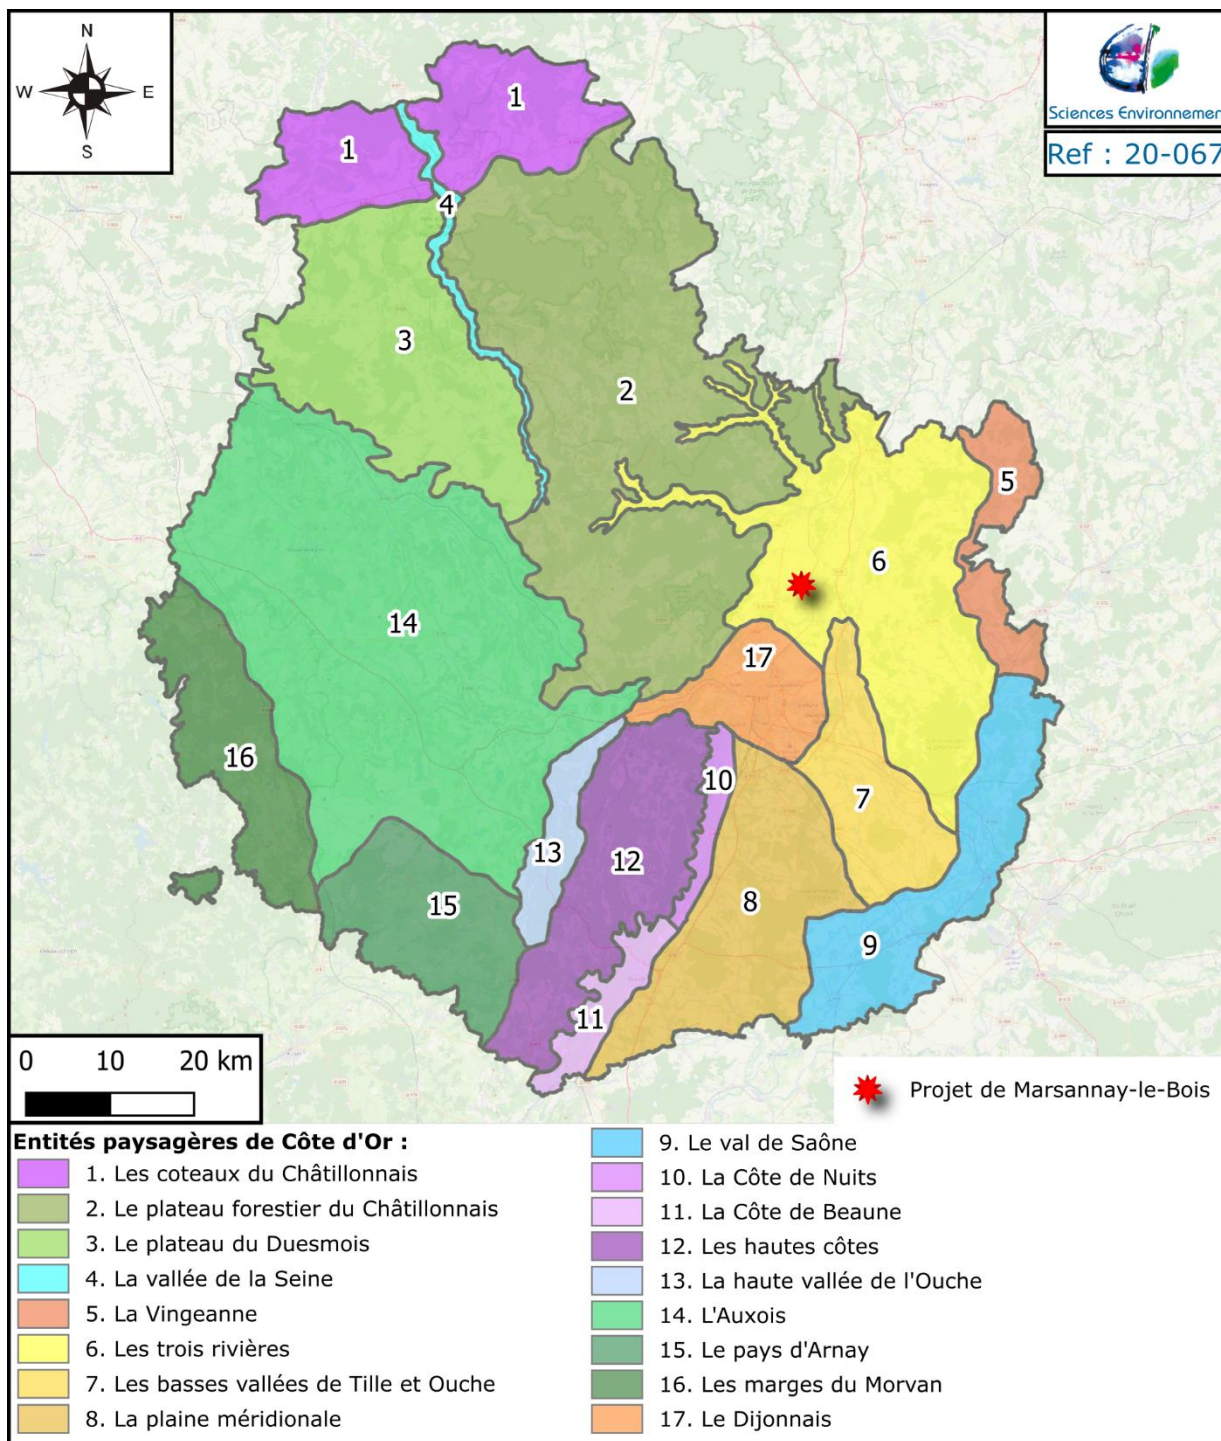 N
W E
S
Sciences Environnement
Ref : 20-067
1
1
4
3
2
5
6
14
17
16
10
7
13
12
15
8
9
11
0 10 20 km
Projet de Marsannay-le-Bois
Entités paysagères de Côte d'Or :
1. Les coteaux du Châtillonnais
2. Le plateau forestier du Châtillonnais
3. Le plateau du Duesmois
4. La vallée de la Seine
5. La Vingeanne
6. Les trois rivières
7. Les basses vallées de Tille et Ouche
8. La plaine méridionale
9. Le val de Saône
10. La Côte de Nuits
11. La Côte de Beaune
12. Les hautes côtes
13. La haute vallée de l'Ouche
14. L'Auxois
15. Le pays d'Arnay
16. Les marges du Morvan
17. Le Dijonnais